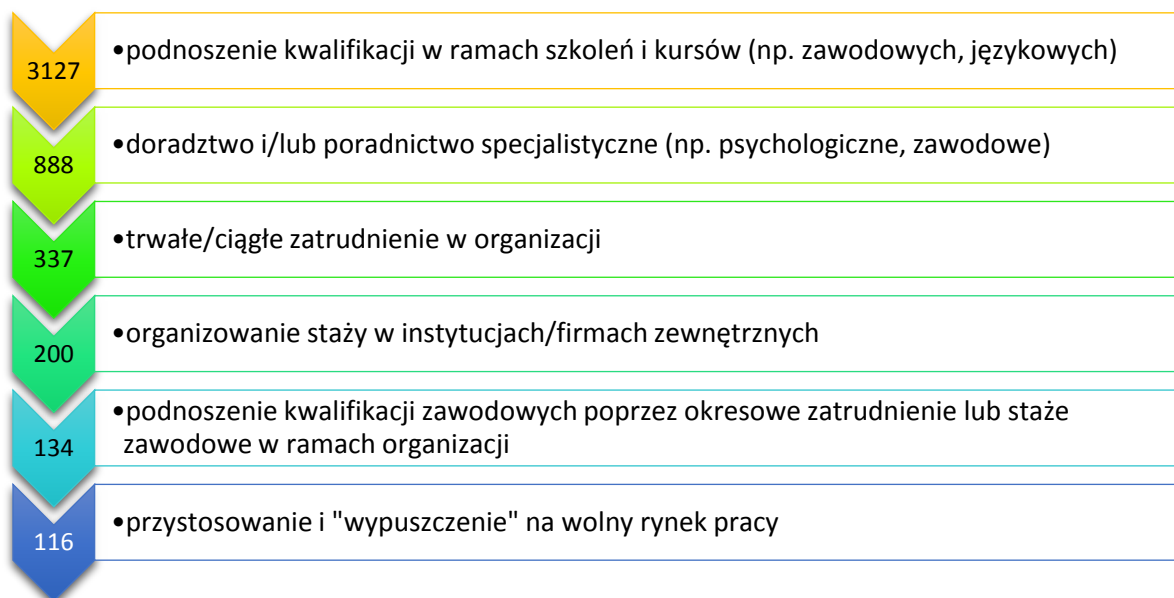 3127
•podnoszenie kwalifikacji w ramach szkoleń i kursów (np. zawodowych, językowych)
888
•doradztwo i/lub poradnictwo specjalistyczne (np. psychologiczne, zawodowe)
337
•trwałe/ciągłe zatrudnienie w organizacji
200
•organizowanie staży w instytucjach/firmach zewnętrznych
134
•podnoszenie kwalifikacji zawodowych poprzez okresowe zatrudnienie lub staże
zawodowe w ramach organizacji
116
•przystosowanie i "wypuszczenie" na wolny rynek pracy